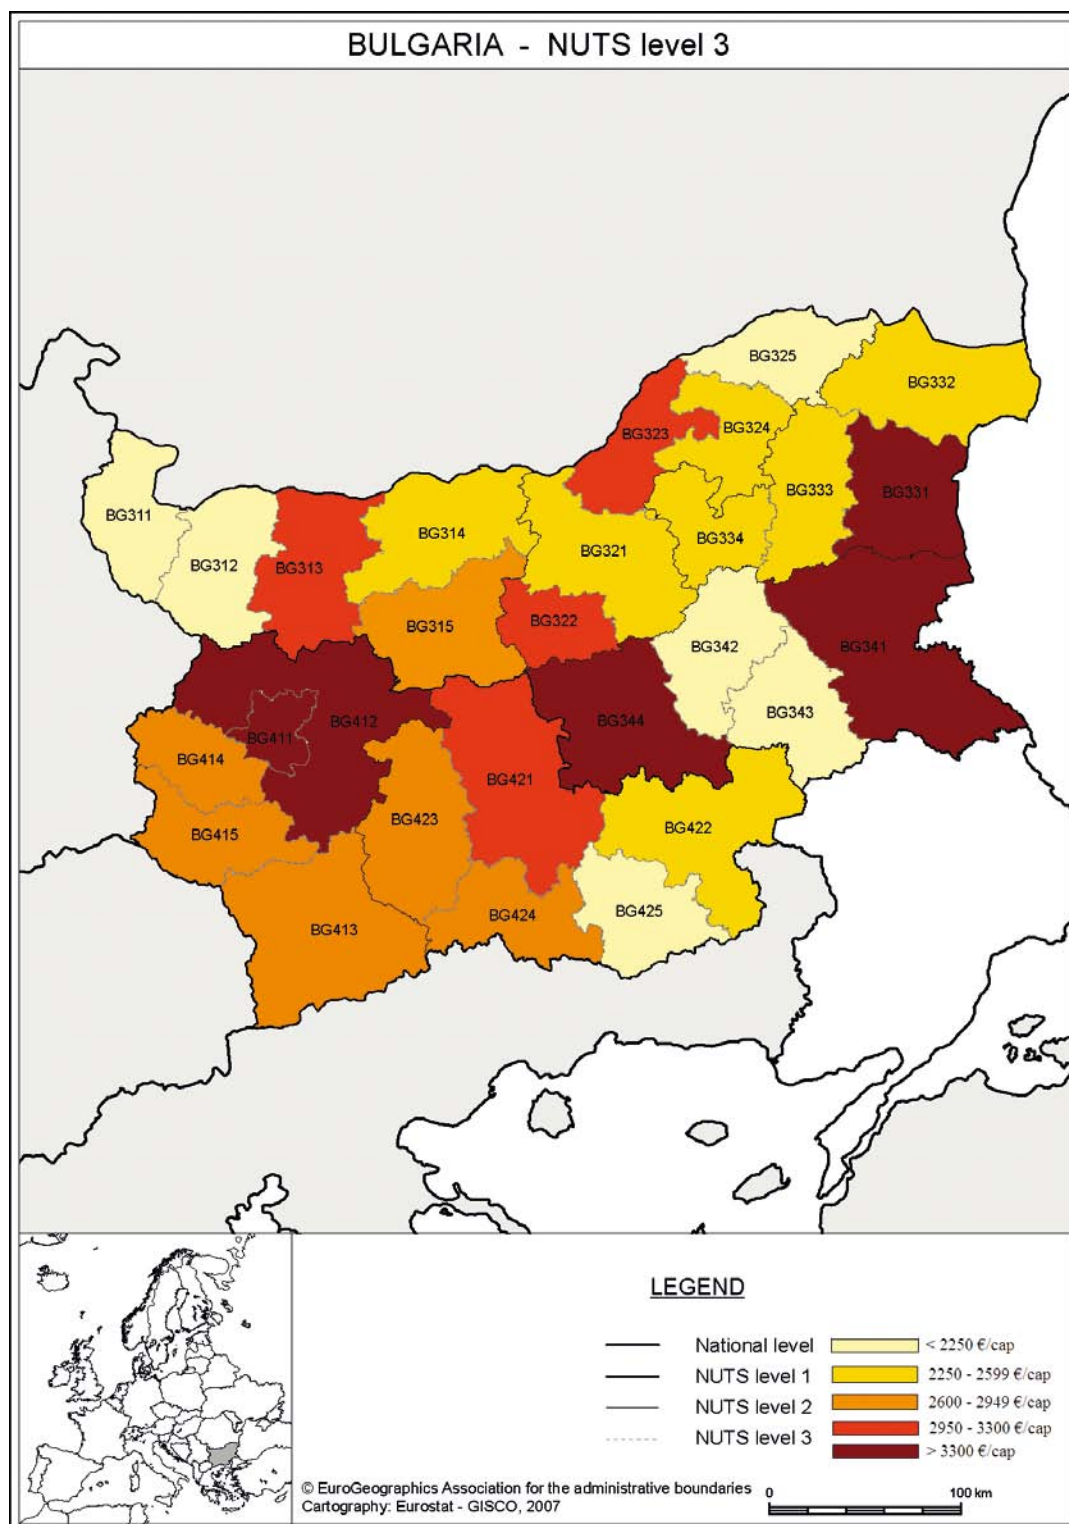 BULGARIA - NUTS level 3
BG325
BG332
BG323
BG324
BG333
BG331
BG311
BG312
BG313
BG314
BG321
BG334
BG315
BG322
BG342
BG341
BG412
BG344
BG343
BG411
BG414
BG421
BG423
BG415
BG422
BG425
BG424
BG413
LEGEND
National level < 2250 €/cap
NUTS level 1 2250 - 2599 €/cap
NUTS level 2 2600 - 2949 €/cap
NUTS level 3 2950 - 3300 €/cap
> 3300 €/cap
© EuroGeographics Association for the administrative boundaries
Cartography: Eurostat - GISCO, 2007
0 100 km